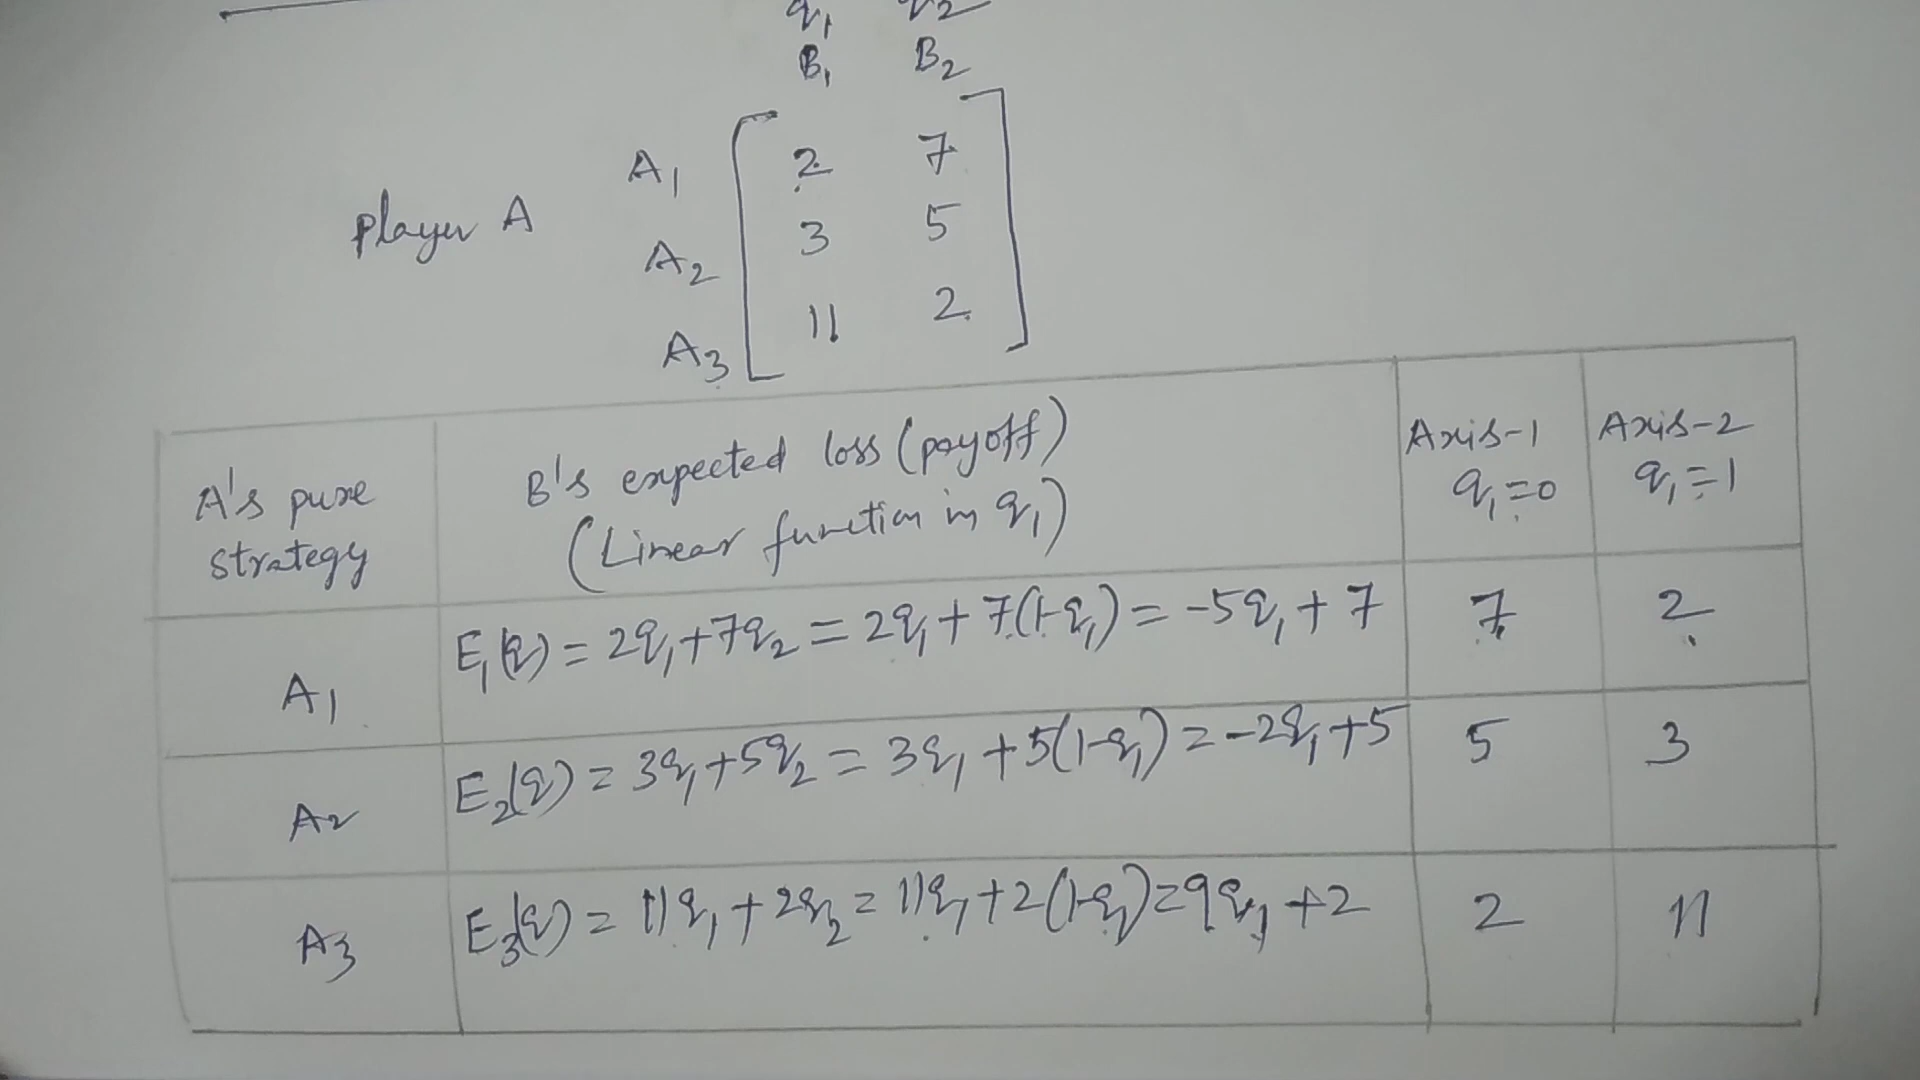 q₁ q₂
B₁ B₂
A₁ 2 7
Player A
A₂ 3 5
A₃ 11 2
A's pure strategy
B's expected loss (payoff)
(Linear function in q₁)
Axis-1
q₁=0
Axis-2
q₁=1
A₁
E₁(q) = 2q₁+7q₂ = 2q₁+7(1-q₁) = -5q₁+7
7
2
A₂
E₂(q) = 3q₁+5q₂ = 3q₁+5(1-q₁) = -2q₁+5
5
3
A₃
E₃(q) = 11q₁+2q₂ = 11q₁+2(1-q₁) = 9q₁+2
2
11